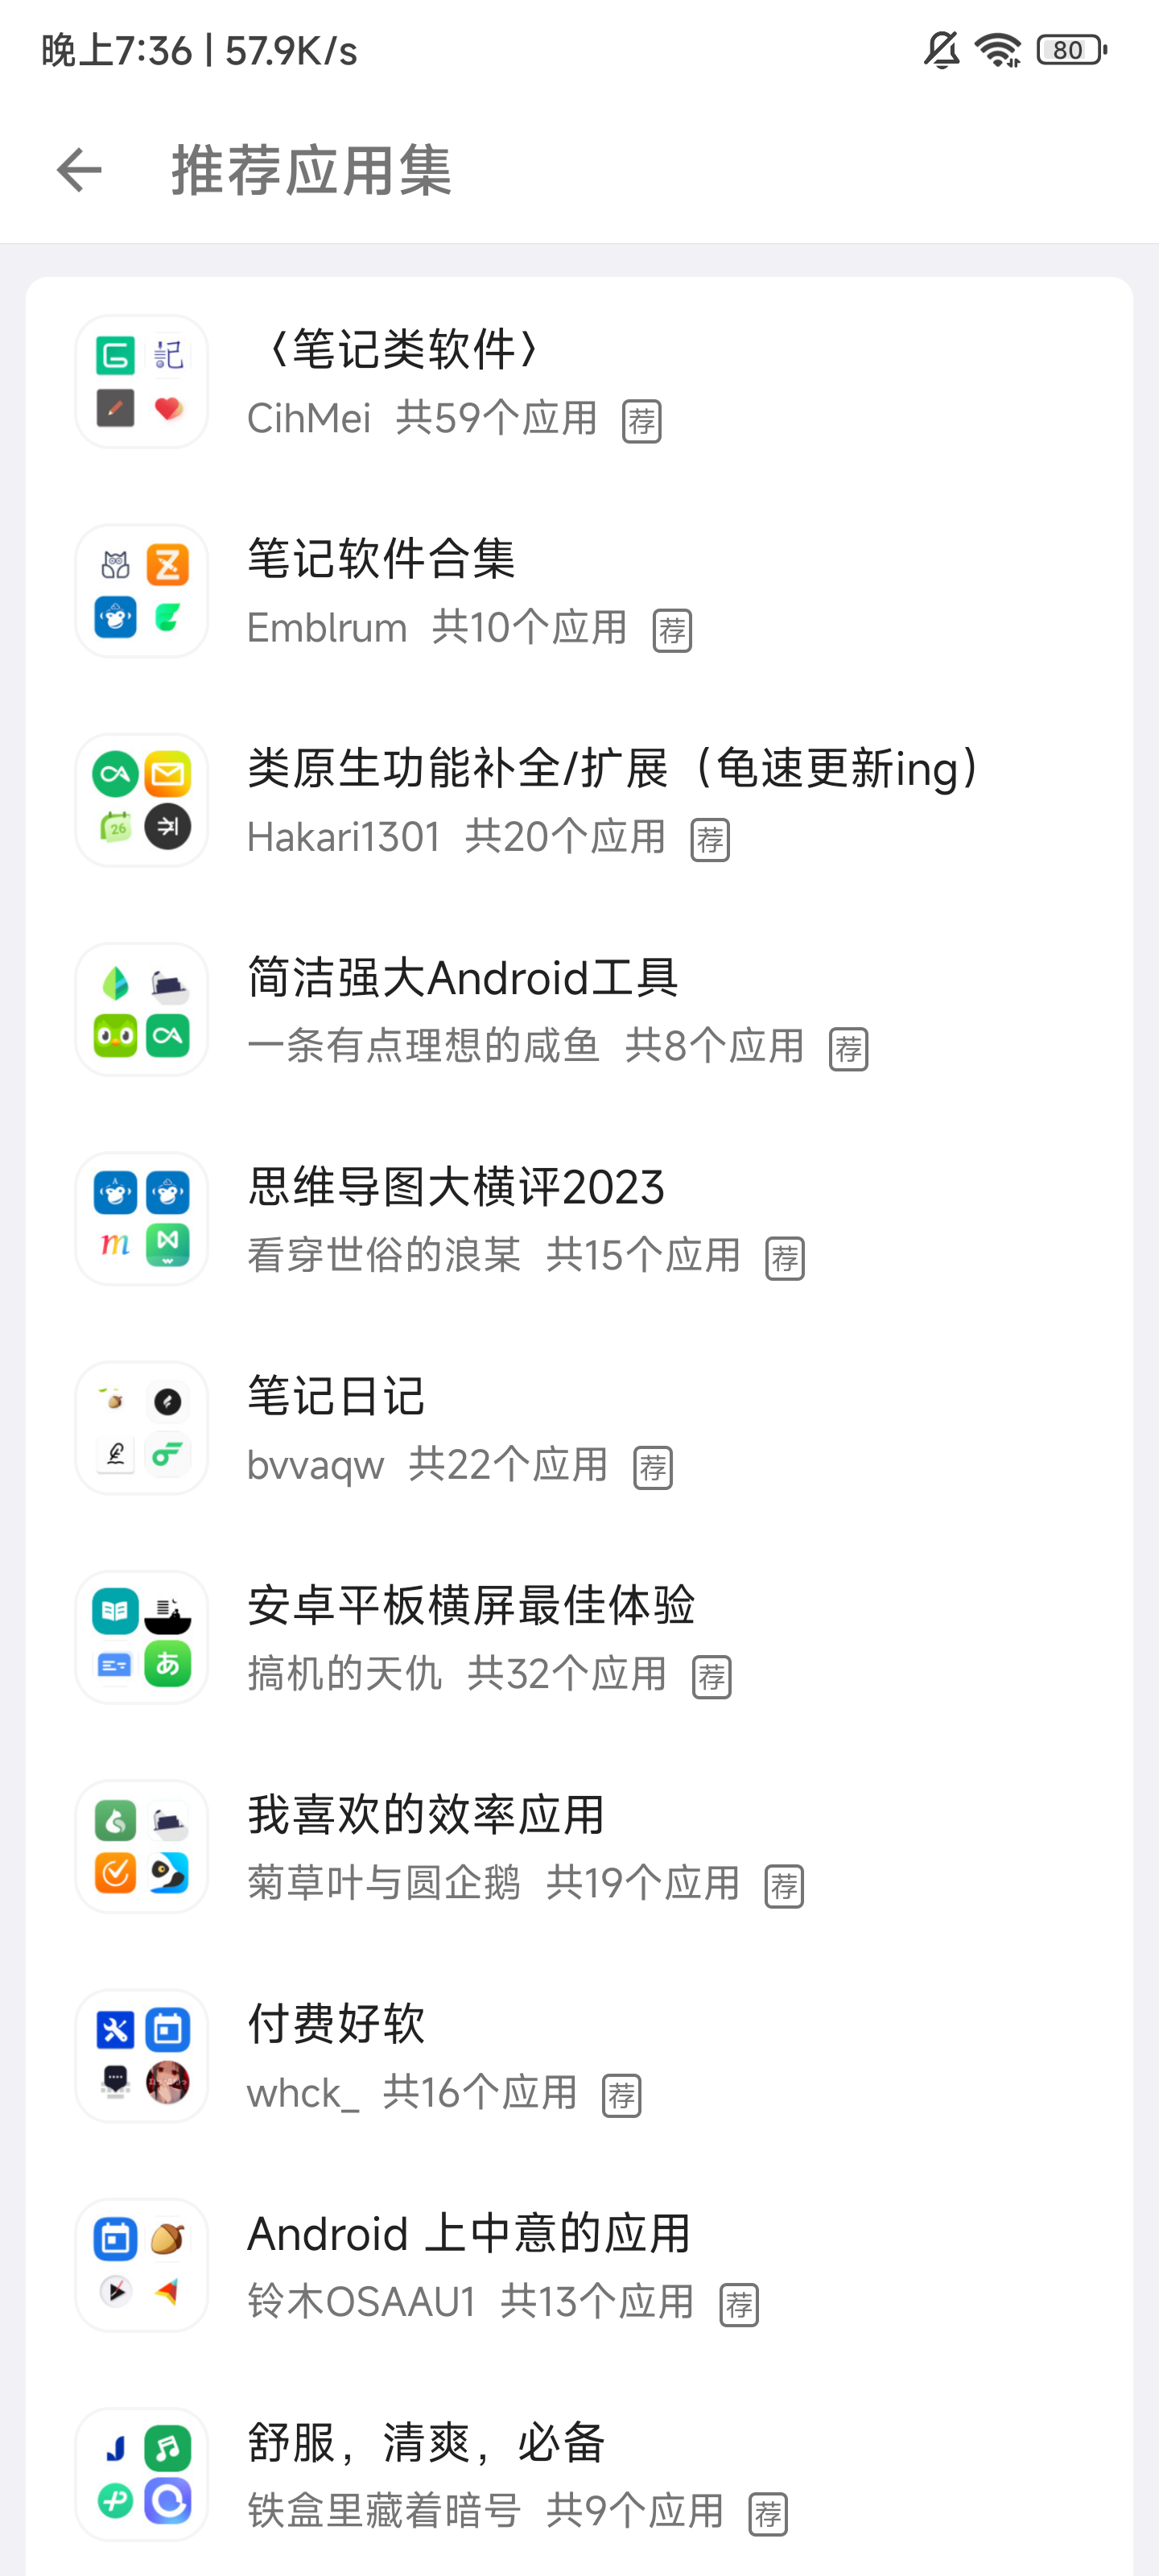 晚上7:36 | 57.9K/s
80
推荐应用集
〈笔记类软件〉
CihMei 共59个应用 荐
笔记软件合集
Emblrum 共10个应用 荐
类原生功能补全/扩展（龟速更新ing）
Hakari1301 共20个应用 荐
简洁强大Android工具
一条有点理想的咸鱼 共8个应用 荐
思维导图大横评2023
看穿世俗的浪某 共15个应用 荐
笔记日记
bvvaqw 共22个应用 荐
安卓平板横屏最佳体验
搞机的天仇 共32个应用 荐
我喜欢的效率应用
菊草叶与圆企鹅 共19个应用 荐
付费好软
whck_ 共16个应用 荐
Android 上中意的应用
铃木OSAAU1 共13个应用 荐
舒服，清爽，必备
铁盒里藏着暗号 共9个应用 荐